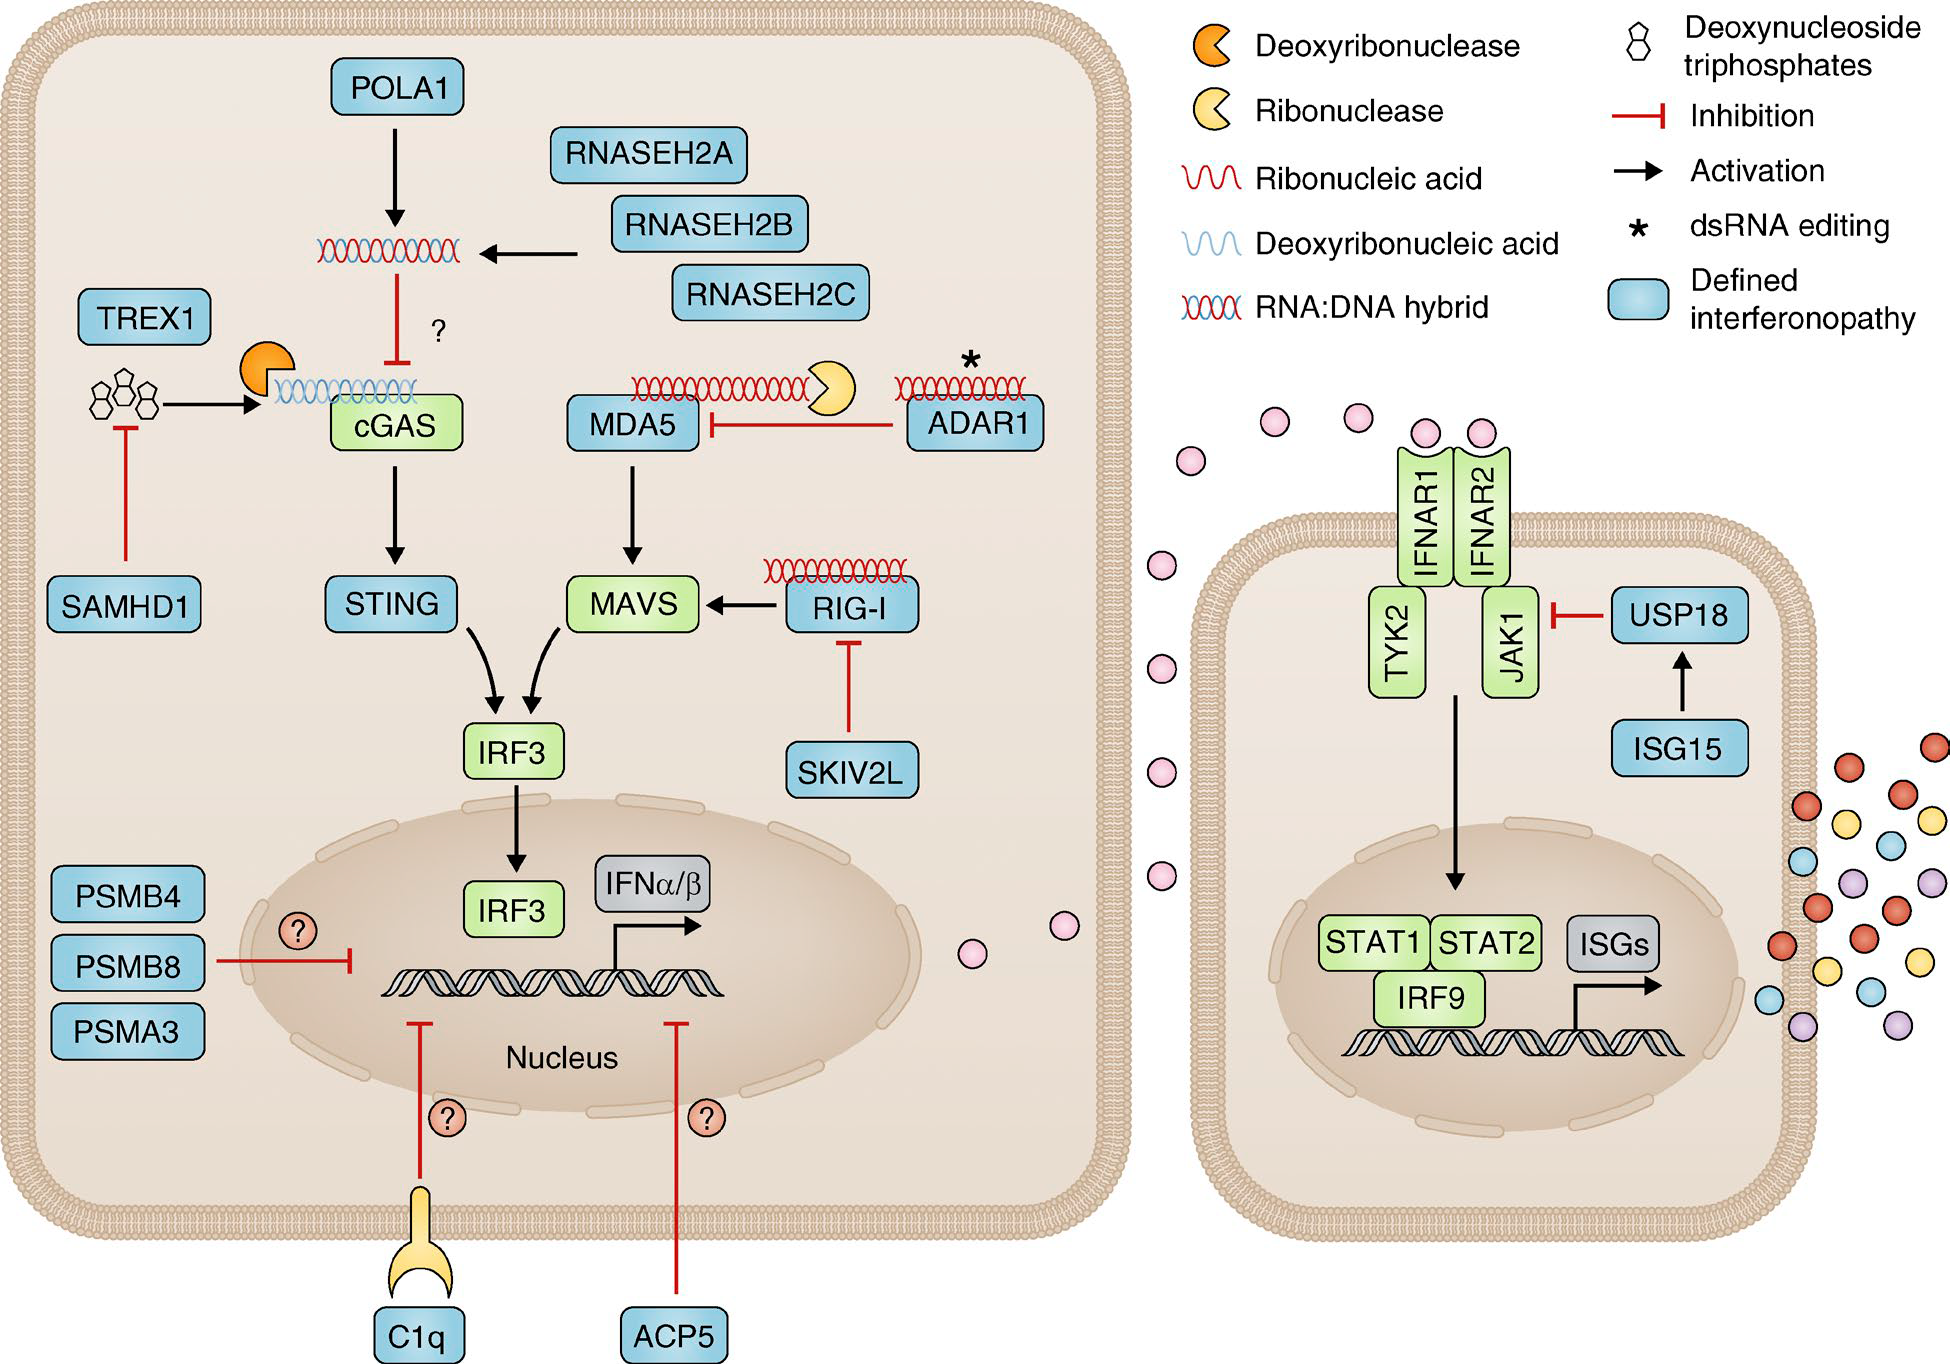 POLA1
RNASEH2A
RNASEH2B
RNASEH2C
TREX1
?
*
cGAS
MDA5
ADAR1
SAMHD1
STING
MAVS
RIG-I
IRF3
SKIV2L
PSMB4
PSMB8
PSMA3
?
IRF3
IFNα/β
Nucleus
?
?
C1q
ACP5
Deoxyribonuclease
Ribonuclease
Ribonucleic acid
Deoxyribonucleic acid
RNA:DNA hybrid
Deoxynucleoside
triphosphates
Inhibition
Activation
* dsRNA editing
Defined
interferonopathy
IFNAR1
IFNAR2
TYK2
JAK1
USP18
ISG15
STAT1
STAT2
ISGs
IRF9